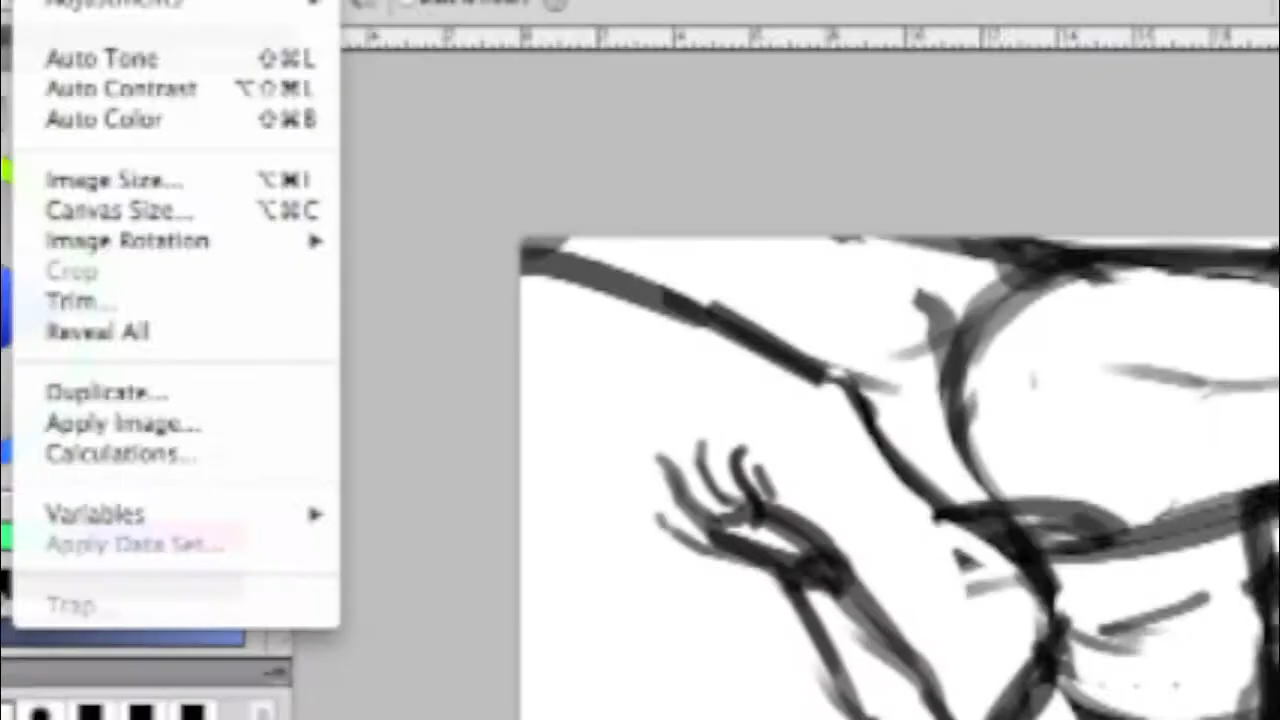 Adjustments
Auto Tone ⇧⌘L
Auto Contrast ⌥⇧⌘L
Auto Color ⇧⌘B
Image Size... ⌥⌘I
Canvas Size... ⌥⌘C
Image Rotation ▶
Crop
Trim...
Reveal All
Duplicate...
Apply Image...
Calculations...
Variables ▶
Apply Data Set...
Trap...